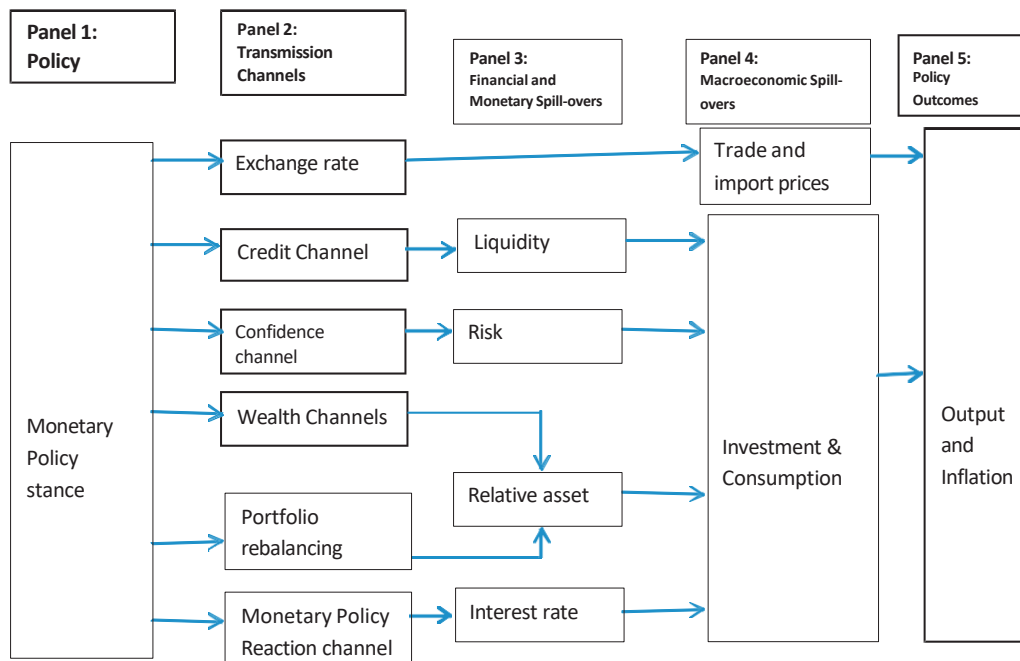 Panel 1:
Policy
Panel 2:
Transmission
Channels
Panel 3:
Financial and
Monetary Spill-overs
Panel 4:
Macroeconomic Spill-
overs
Panel 5:
Policy
Outcomes
Monetary
Policy
stance
Exchange rate
Credit Channel
Confidence
channel
Wealth Channels
Portfolio
rebalancing
Monetary Policy
Reaction channel
Liquidity
Risk
Relative asset
Interest rate
Trade and
import prices
Investment &
Consumption
Output
and
Inflation